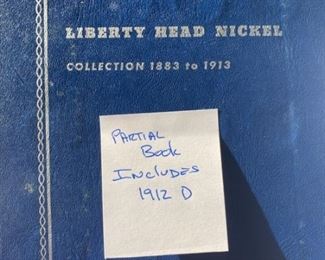 LIBERTY HEAD NICKEL
COLLECTION 1883 to 1913
PARTIAL
Book
INCLUDES
1912 D